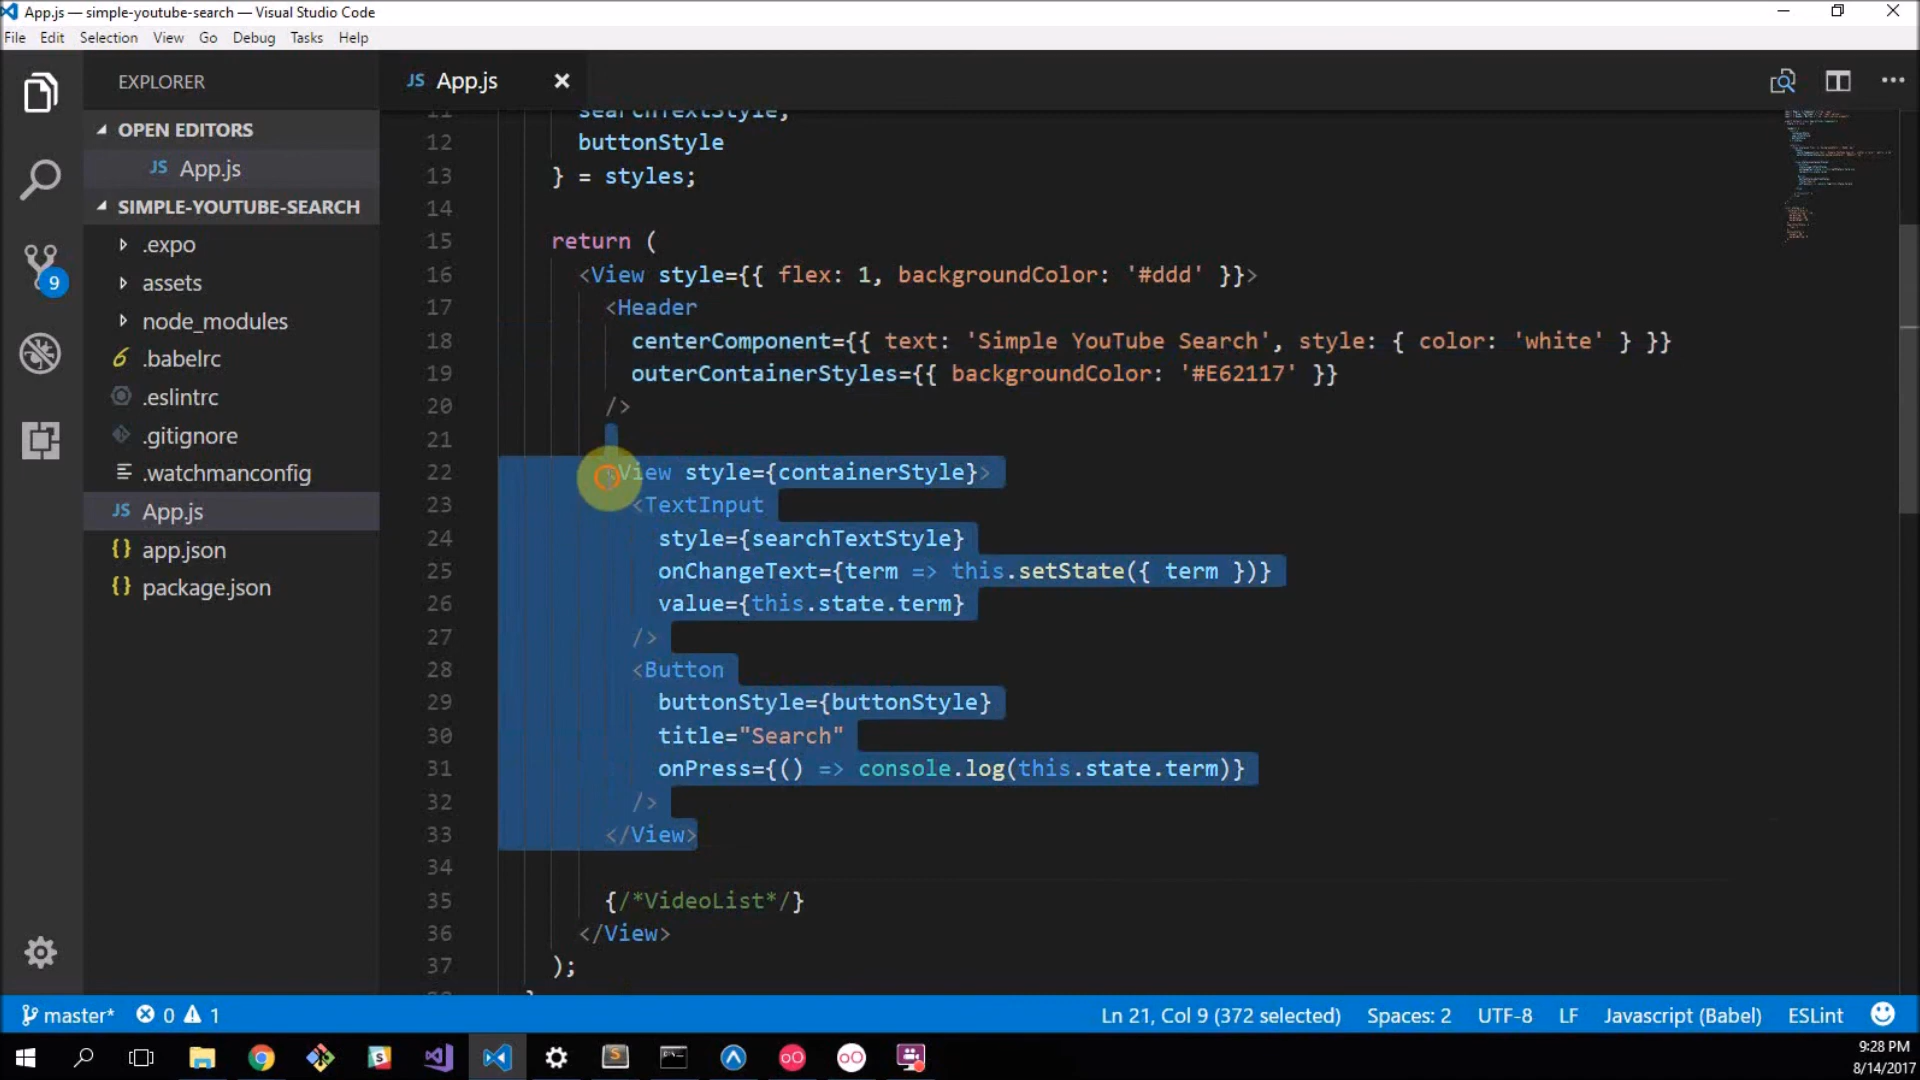 App.js — simple-youtube-search — Visual Studio Code
File Edit Selection View Go Debug Tasks Help
EXPLORER
OPEN EDITORS
JS App.js
SIMPLE-YOUTUBE-SEARCH
.expo
assets
node_modules
.babelrc
.eslintrc
.gitignore
.watchmanconfig
JS App.js
{} app.json
{} package.json
9
JS App.js
11 searchTextStyle,
12 buttonStyle
13 } = styles;
14
15 return (
16 <View style={{ flex: 1, backgroundColor: '#ddd' }}>
17 <Header
18 centerComponent={{ text: 'Simple YouTube Search', style: { color: 'white' } }}
19 outerContainerStyles={{ backgroundColor: '#E62117' }}
20 />
21
22 <View style={containerStyle}>
23 <TextInput
24 style={searchTextStyle}
25 onChangeText={term => this.setState({ term })}
26 value={this.state.term}
27 />
28 <Button
29 buttonStyle={buttonStyle}
30 title="Search"
31 onPress={() => console.log(this.state.term)}
32 />
33 </View>
34
35 {/*VideoList*/}
36 </View>
37 );
master* 0 1
Ln 21, Col 9 (372 selected) Spaces: 2 UTF-8 LF Javascript (Babel) ESLint
9:28 PM
8/14/2017